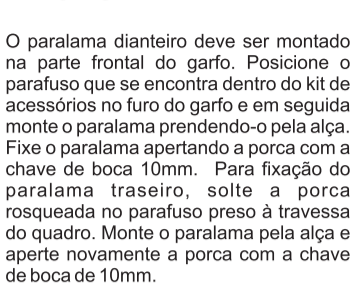 O paralama dianteiro deve ser montado
na parte frontal do garfo. Posicione o
parafuso que se encontra dentro do kit de
acessórios no furo do garfo e em seguida
monte o paralama prendendo-o pela alça.
Fixe o paralama apertando a porca com a
chave de boca 10mm. Para fixação do
paralama traseiro, solte a porca
rosqueada no parafuso preso à travessa
do quadro. Monte o paralama pela alça e
aperte novamente a porca com a chave
de boca de 10mm.